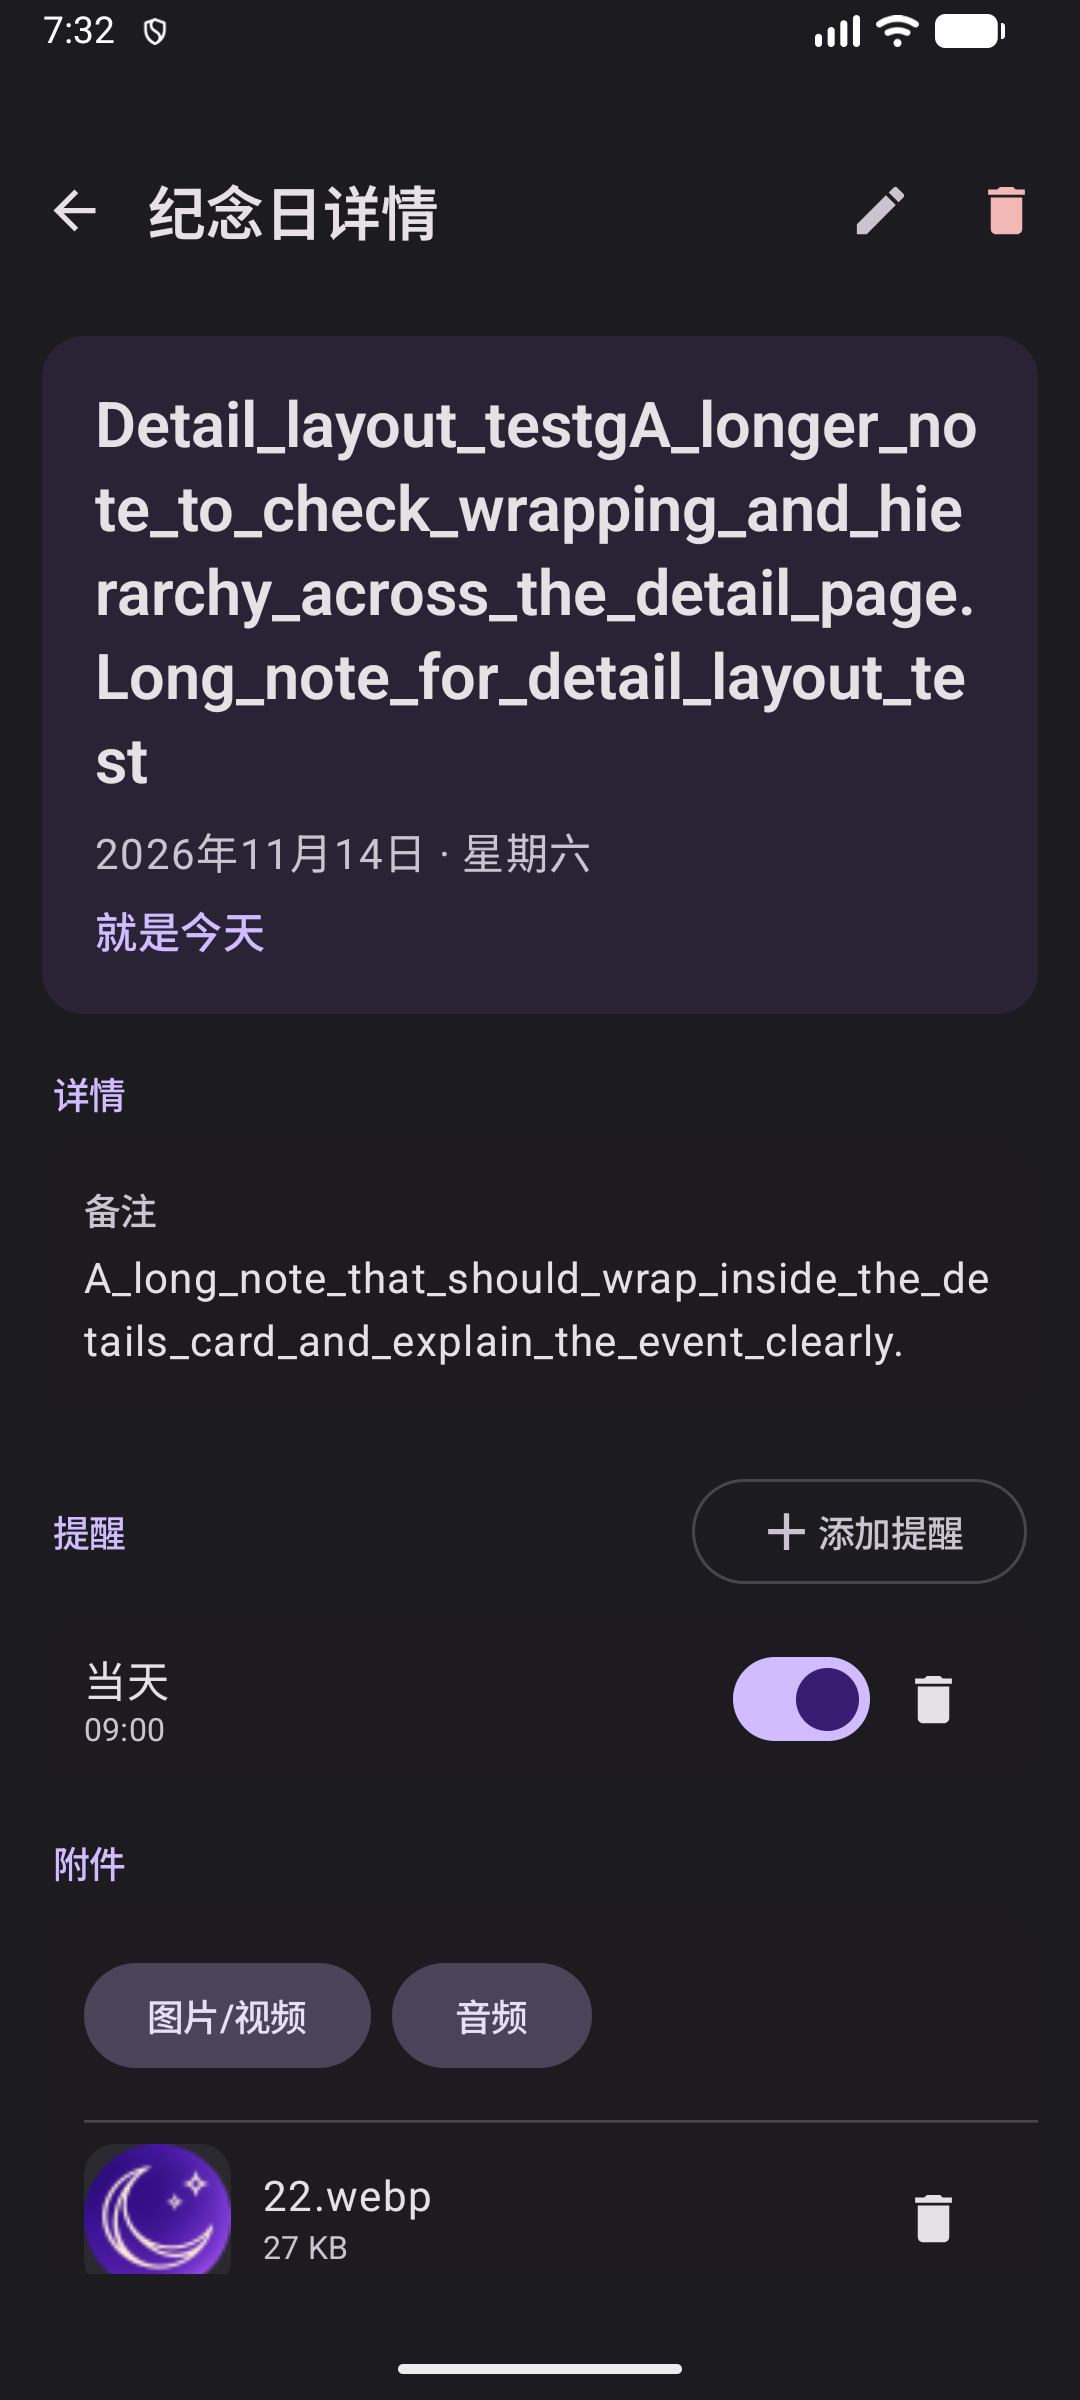 7:32
纪念日详情
Detail_layout_testgA_longer_no
te_to_check_wrapping_and_hie
rarchy_across_the_detail_page.
Long_note_for_detail_layout_te
st
2026年11月14日 · 星期六
就是今天
详情
备注
A_long_note_that_should_wrap_inside_the_de
tails_card_and_explain_the_event_clearly.
提醒
添加提醒
当天
09:00
附件
图片/视频
音频
22.webp
27 KB